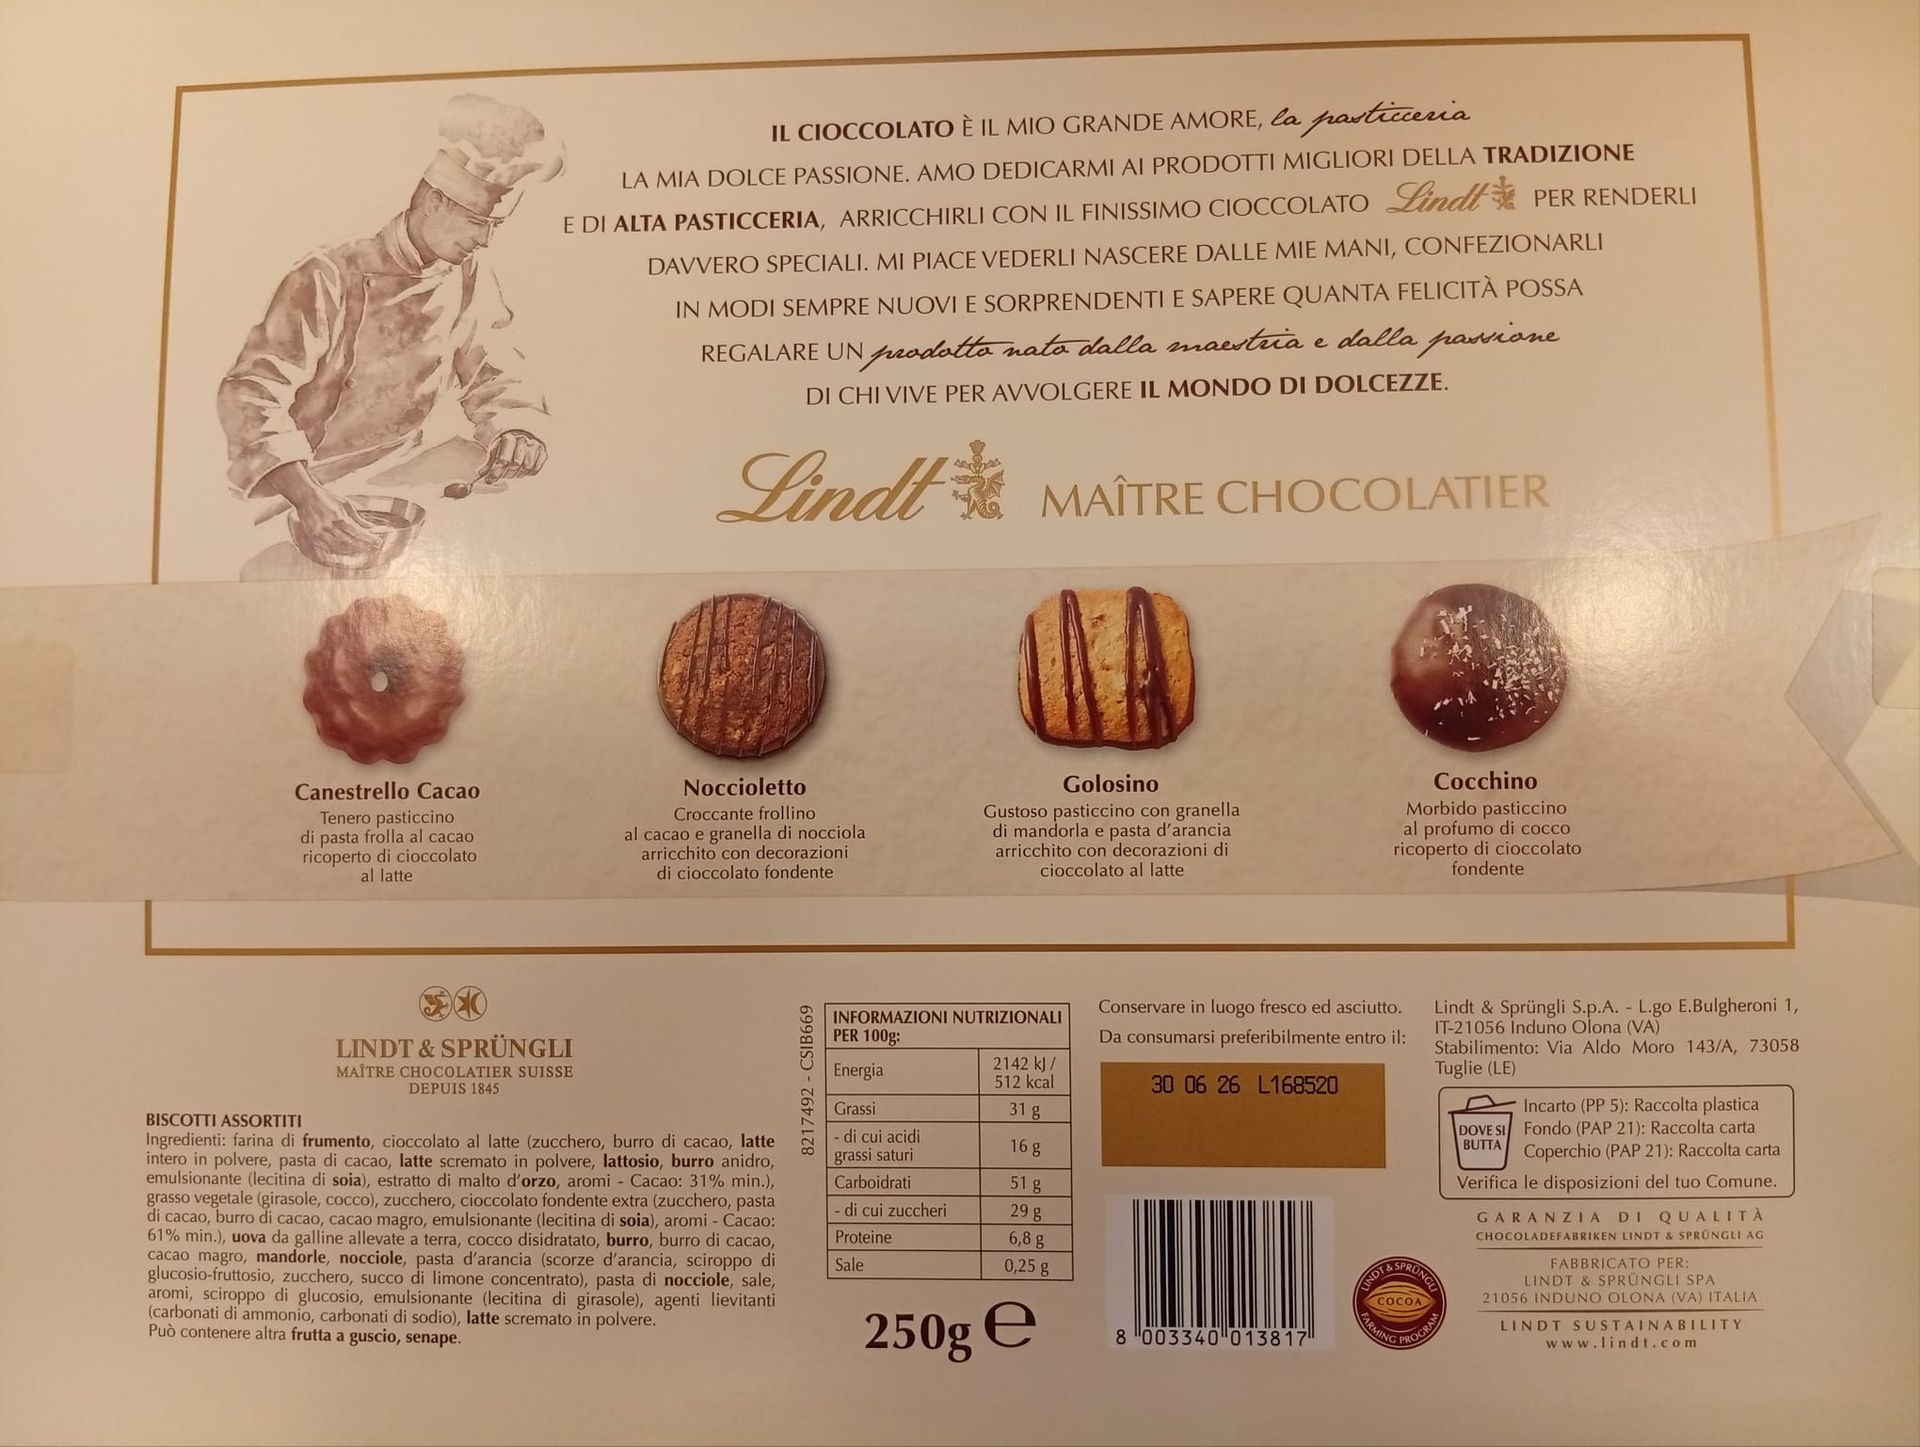 IL CIOCCOLATO È IL MIO GRANDE AMORE, la pasticceria
LA MIA DOLCE PASSIONE. AMO DEDICARMI AI PRODOTTI MIGLIORI DELLA TRADIZIONE
E DI ALTA PASTICCERIA, ARRICCHIRLI CON IL FINISSIMO CIOCCOLATO Lindt PER RENDERLI
DAVVERO SPECIALI. MI PIACE VEDERLI NASCERE DALLE MIE MANI, CONFEZIONARLI
IN MODI SEMPRE NUOVI E SORPRENDENTI E SAPERE QUANTA FELICITÀ POSSA
REGALARE UN prodotto nato dalla maestria e dalla passione
DI CHI VIVE PER AVVOLGERE IL MONDO DI DOLCEZZE.
Lindt MAÎTRE CHOCOLATIER
Canestrello Cacao
Tenero pasticcino
di pasta frolla al cacao
ricoperto di cioccolato
al latte
Noccioletto
Croccante frollino
al cacao e granella di nocciola
arricchito con decorazioni
di cioccolato fondente
Golosino
Gustoso pasticcino con granella
di mandorla e pasta d'arancia
arricchito con decorazioni di
cioccolato al latte
Cocchino
Morbido pasticcino
al profumo di cocco
ricoperto di cioccolato
fondente
LINDT & SPRÜNGLI
MAÎTRE CHOCOLATIER SUISSE
DEPUIS 1845
BISCOTTI ASSORTITI
Ingredienti: farina di frumento, cioccolato al latte (zucchero, burro di cacao, latte
intero in polvere, pasta di cacao, latte scremato in polvere, lattosio, burro anidro,
emulsionante (lecitina di soia), estratto di malto d'orzo, aromi - Cacao: 31% min.),
grasso vegetale (girasole, cocco), zucchero, cioccolato fondente extra (zucchero, pasta
di cacao, burro di cacao, cacao magro, emulsionante (lecitina di soia), aromi - Cacao:
61% min.), uova da galline allevate a terra, cocco disidratato, burro, burro di cacao,
cacao magro, mandorle, nocciole, pasta d'arancia (scorze d'arancia, sciroppo di
glucosio-fruttosio, zucchero, succo di limone concentrato), pasta di nocciole, sale,
aromi, sciroppo di glucosio, emulsionante (lecitina di girasole), agenti lievitanti
(carbonati di ammonio, carbonati di sodio), latte scremato in polvere.
Può contenere altra frutta a guscio, senape.
8217492 - CSIB669
INFORMAZIONI NUTRIZIONALI
PER 100g:
Energia 2142 kJ /
512 kcal
Grassi 31 g
- di cui acidi
grassi saturi 16 g
Carboidrati 51 g
- di cui zuccheri 29 g
Proteine 6,8 g
Sale 0,25 g
250g e
Conservare in luogo fresco ed asciutto.
Da consumarsi preferibilmente entro il:
30 06 26 L168520
8 003340 013817
LINDT & SPRÜNGLI
COCOA
FARMING PROGRAM
Lindt & Sprüngli S.p.A. - L.go E.Bulgheroni 1,
IT-21056 Induno Olona (VA)
Stabilimento: Via Aldo Moro 143/A, 73058
Tuglie (LE)
DOVE SI
BUTTA
Incarto (PP 5): Raccolta plastica
Fondo (PAP 21): Raccolta carta
Coperchio (PAP 21): Raccolta carta
Verifica le disposizioni del tuo Comune.
GARANZIA DI QUALITÀ
CHOCOLADEFABRIKEN LINDT & SPRÜNGLI AG
FABBRICATO PER:
LINDT & SPRÜNGLI SPA
21056 INDUNO OLONA (VA) ITALIA
LINDT SUSTAINABILITY
www.lindt.com